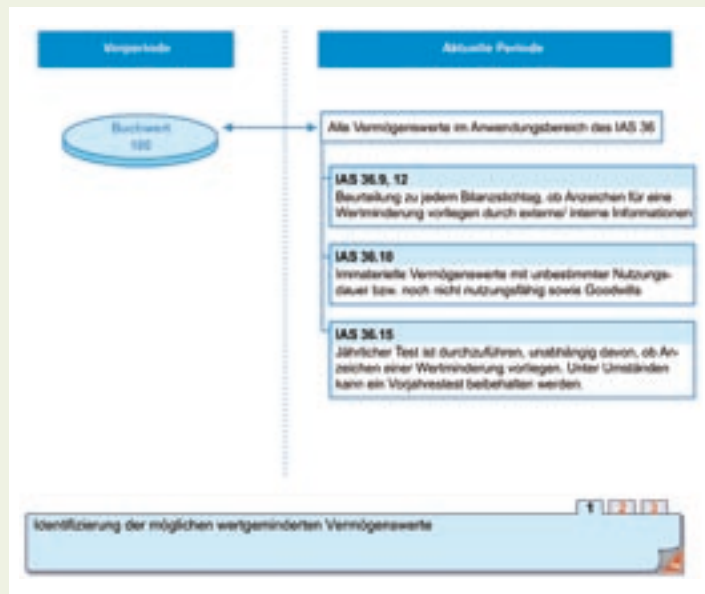 Vorperiode
Aktuelle Periode
Buchwert
100
Alle Vermögenswerte im Anwendungsbereich des IAS 36
IAS 36.9, 12
Beurteilung zu jedem Bilanzstichtag, ob Anzeichen für eine
Wertminderung vorliegen durch externe/ interne Informationen
IAS 36.10
Immaterielle Vermögenswerte mit unbestimmter Nutzungs-
dauer bzw. noch nicht nutzungsfähig sowie Goodwills
IAS 36.15
Jährlicher Test ist durchzuführen, unabhängig davon, ob An-
zeichen einer Wertminderung vorliegen. Unter Umständen
kann ein Vorjahrestest beibehalten werden.
1 2 3
Identifizierung der möglichen wertgeminderten Vermögenswerte